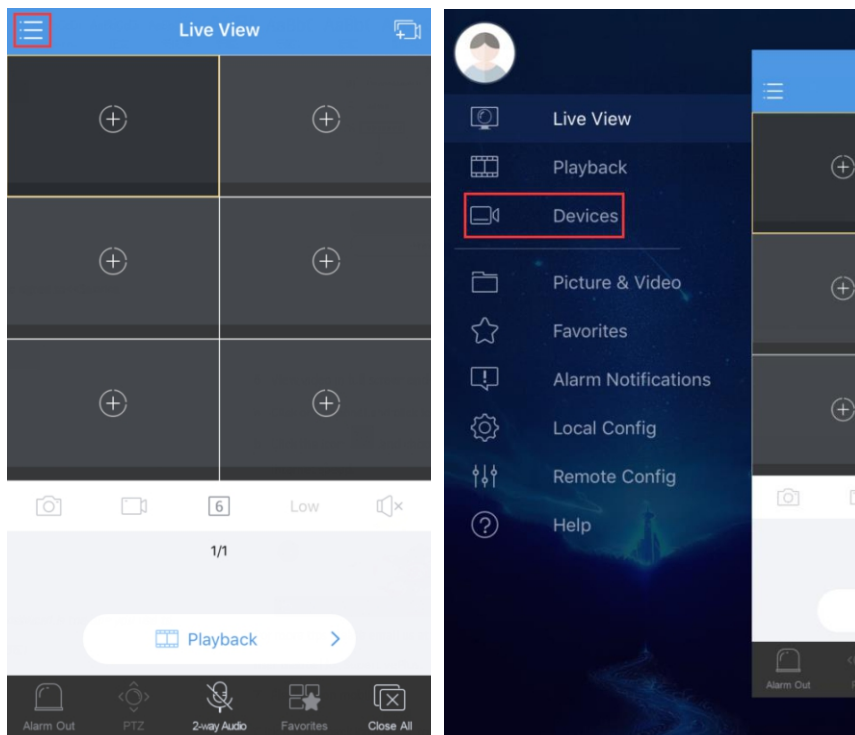 Live View
6
Low
1/1
Playback
Alarm Out
PTZ
2-way Audio
Favorites
Close All
Live View
Playback
Devices
Picture & Video
Favorites
Alarm Notifications
Local Config
Remote Config
Help
Alarm Out